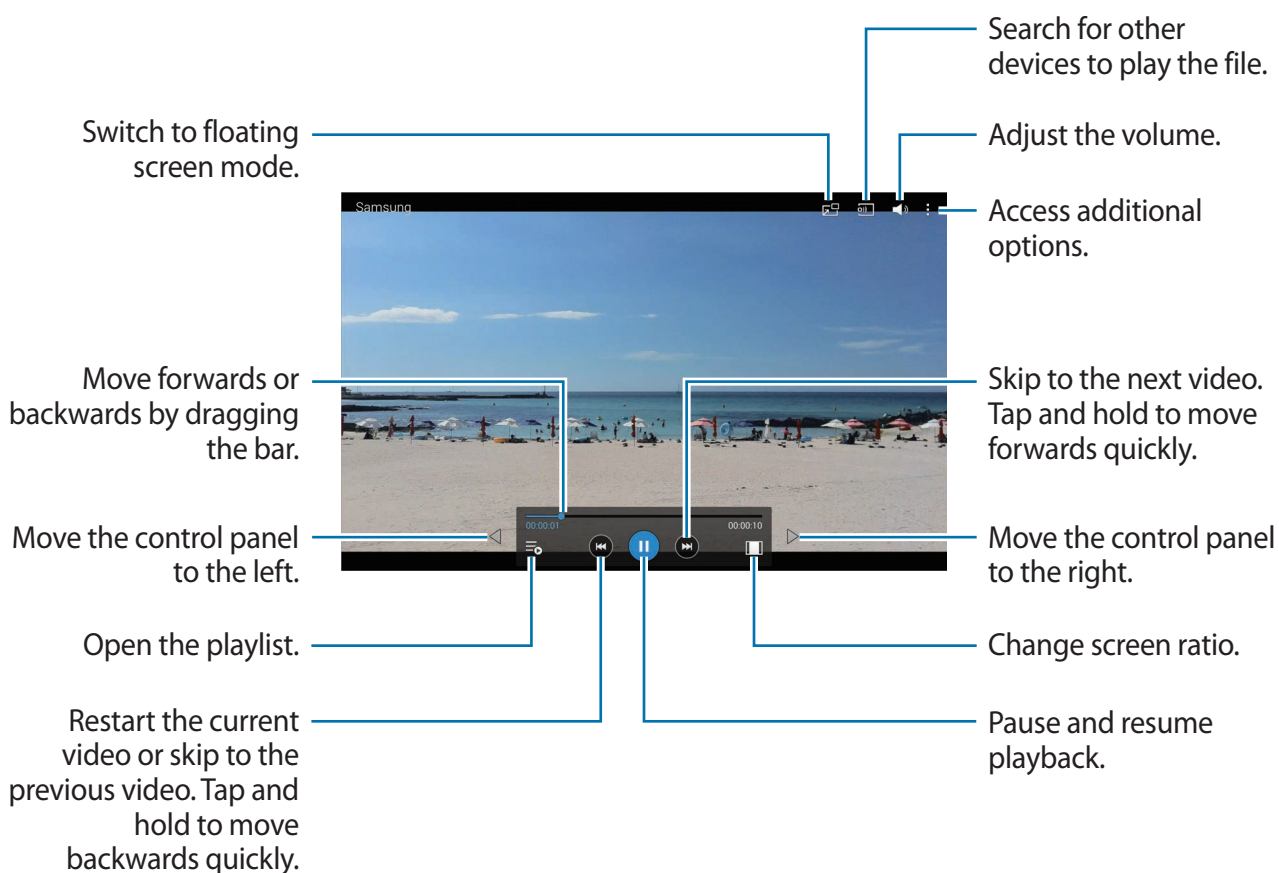 Search for other
devices to play the file.
Switch to floating
screen mode.
Adjust the volume.
Samsung
Access additional
options.
Move forwards or
backwards by dragging
the bar.
Skip to the next video.
Tap and hold to move
forwards quickly.
00:00:01
00:00:10
Move the control panel
to the left.
Move the control panel
to the right.
Open the playlist.
Change screen ratio.
Restart the current
video or skip to the
previous video. Tap and
hold to move
backwards quickly.
Pause and resume
playback.